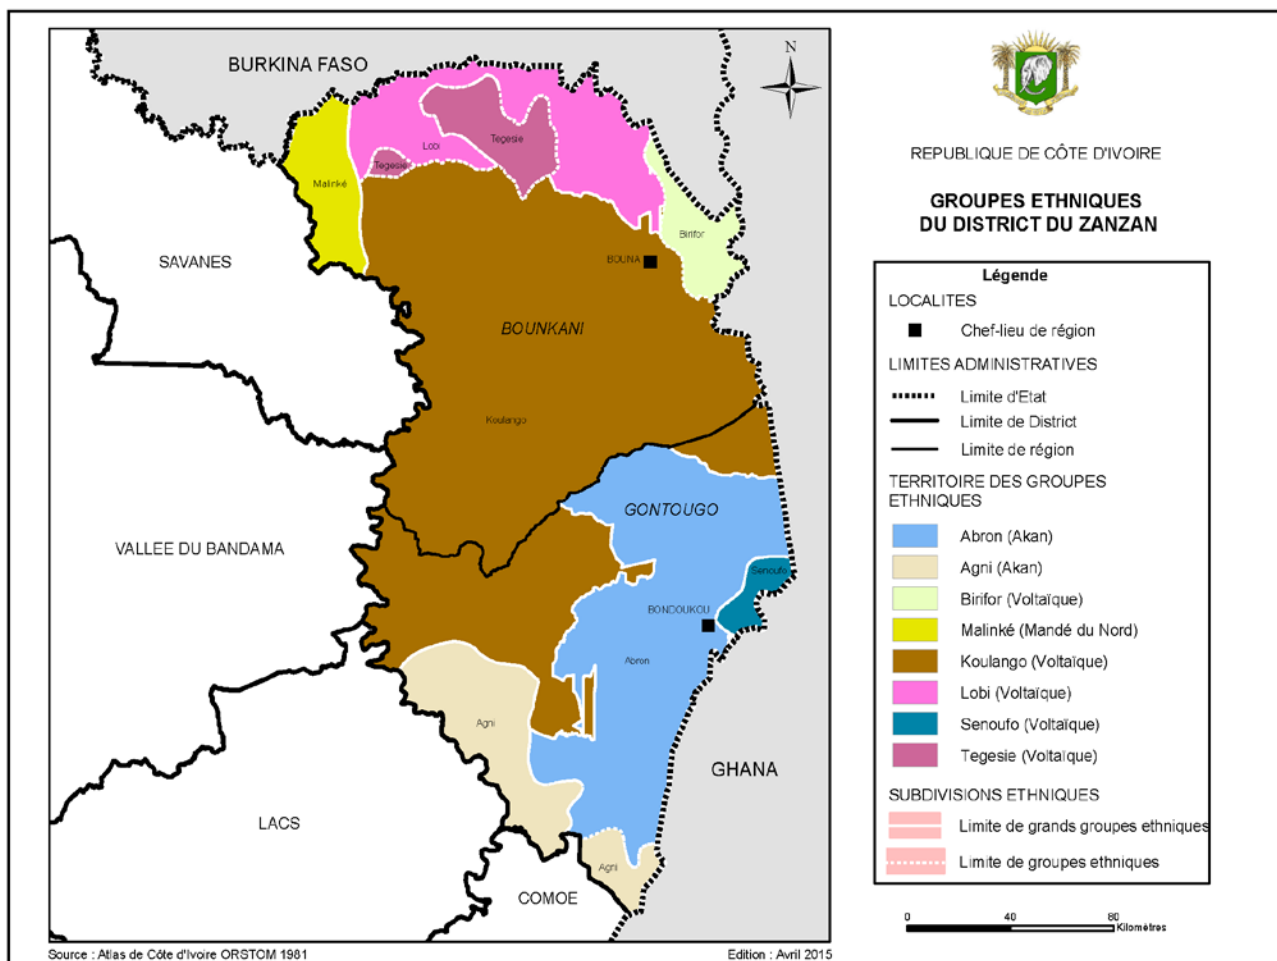 BURKINA FASO
N
Tegesie
Lobi
Tegesie
Malinké
Birifor
SAVANES
BOUNA
BOUNKANI
Koulango
GONTOUGO
VALLEE DU BANDAMA
Senoufo
BONDOUKOU
Abron
Agni
GHANA
LACS
Agni
COMOE
Source : Atlas de Côte d'Ivoire ORSTOM 1981
Edition : Avril 2015
REPUBLIQUE DE CÔTE D'IVOIRE
GROUPES ETHNIQUES
DU DISTRICT DU ZANZAN
Légende
LOCALITES
Chef-lieu de région
LIMITES ADMINISTRATIVES
Limite d'Etat
Limite de District
Limite de région
TERRITOIRE DES GROUPES
ETHNIQUES
Abron (Akan)
Agni (Akan)
Birifor (Voltaïque)
Malinké (Mandé du Nord)
Koulango (Voltaïque)
Lobi (Voltaïque)
Senoufo (Voltaïque)
Tegesie (Voltaïque)
SUBDIVISIONS ETHNIQUES
Limite de grands groupes ethniques
Limite de groupes ethniques
0 40 80
Kilomètres